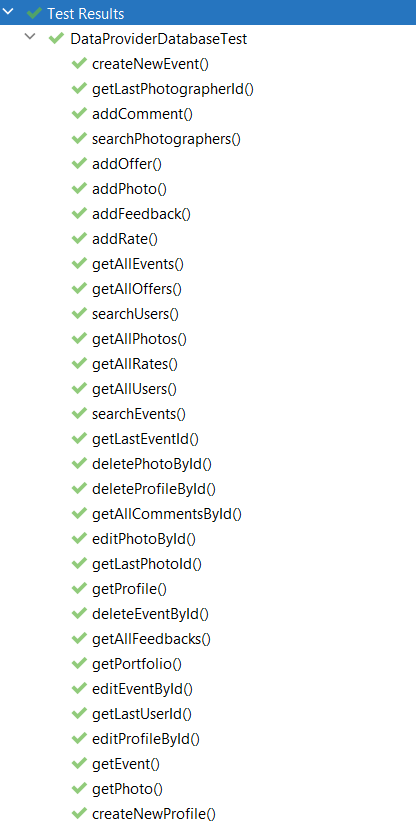 Test Results
DataProviderDatabaseTest
createNewEvent()
getLastPhotographerId()
addComment()
searchPhotographers()
addOffer()
addPhoto()
addFeedback()
addRate()
getAllEvents()
getAllOffers()
searchUsers()
getAllPhotos()
getAllRates()
getAllUsers()
searchEvents()
getLastEventId()
deletePhotoById()
deleteProfileById()
getAllCommentsById()
editPhotoById()
getLastPhotoId()
getProfile()
deleteEventById()
getAllFeedbacks()
getPortfolio()
editEventById()
getLastUserId()
editProfileById()
getEvent()
getPhoto()
createNewProfile()